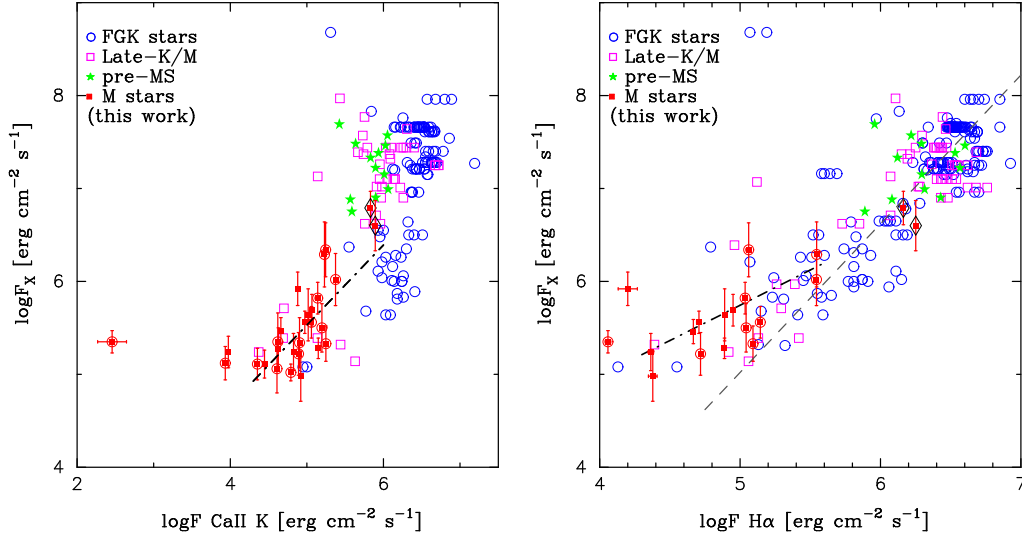 FGK stars
Late-K/M
pre-MS
M stars
(this work)
8
6
4
2
4
6
logF_X [erg cm⁻² s⁻¹]
logF CaII K [erg cm⁻² s⁻¹]
FGK stars
Late-K/M
pre-MS
M stars
(this work)
8
6
4
4
5
6
7
logF_X [erg cm⁻² s⁻¹]
logF Hα [erg cm⁻² s⁻¹]